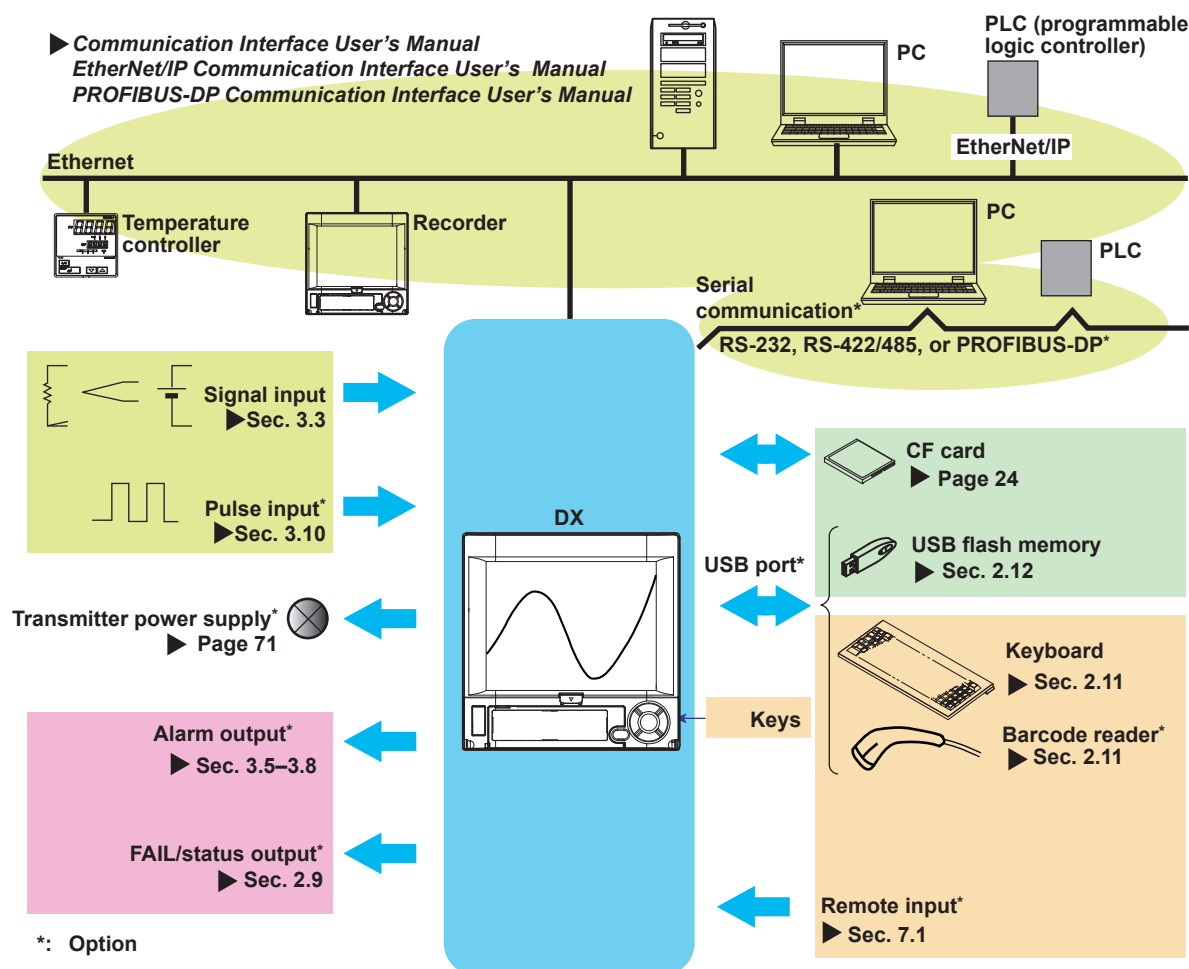 ▶ Communication Interface User's Manual
EtherNet/IP Communication Interface User's Manual
PROFIBUS-DP Communication Interface User's Manual
PC
PLC (programmable
logic controller)
EtherNet/IP
Ethernet
Temperature
controller
Recorder
PC
PLC
Serial
communication*
RS-232, RS-422/485, or PROFIBUS-DP*
Signal input
▶Sec. 3.3
Pulse input*
▶Sec. 3.10
Transmitter power supply*
▶ Page 71
Alarm output*
▶ Sec. 3.5–3.8
FAIL/status output*
▶ Sec. 2.9
DX
CF card
▶ Page 24
USB port*
USB flash memory
▶ Sec. 2.12
Keyboard
▶ Sec. 2.11
Keys
Barcode reader*
▶ Sec. 2.11
Remote input*
▶ Sec. 7.1
*: Option